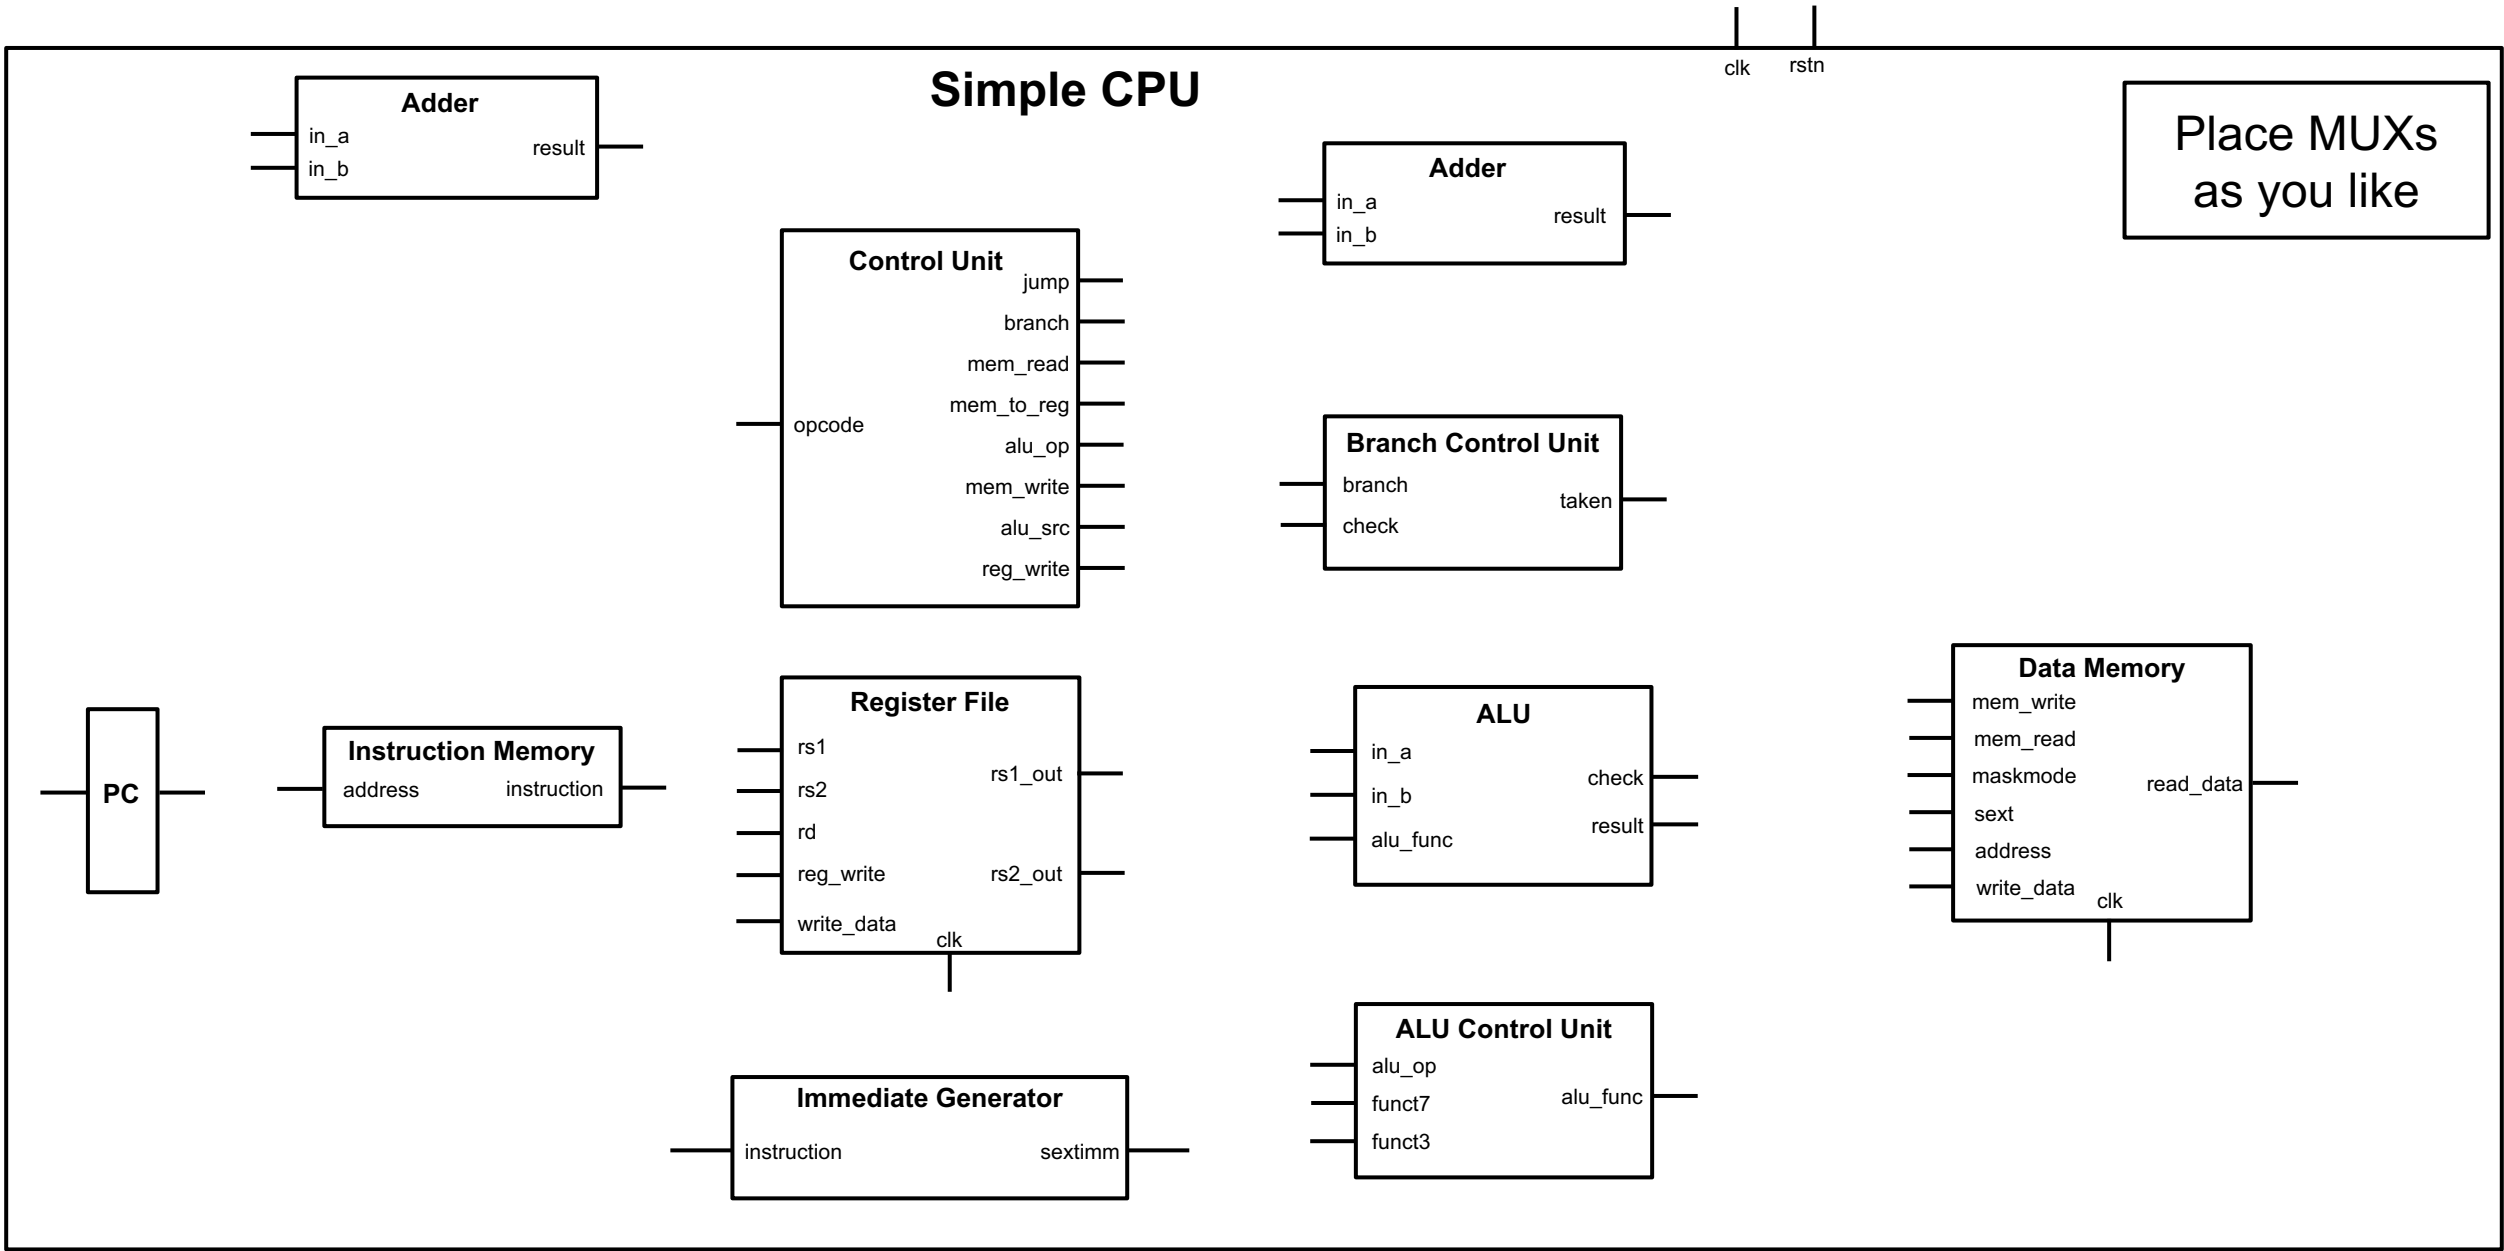 clk
rstn
Simple CPU
Place MUXs
as you like
Adder
in_a
in_b
result
Adder
in_a
in_b
result
Control Unit
opcode
jump
branch
mem_read
mem_to_reg
alu_op
mem_write
alu_src
reg_write
Branch Control Unit
branch
check
taken
PC
Instruction Memory
address
instruction
Register File
rs1
rs2
rd
reg_write
write_data
rs1_out
rs2_out
clk
ALU
in_a
in_b
alu_func
check
result
Data Memory
mem_write
mem_read
maskmode
sext
address
write_data
read_data
clk
Immediate Generator
instruction
sextimm
ALU Control Unit
alu_op
funct7
funct3
alu_func